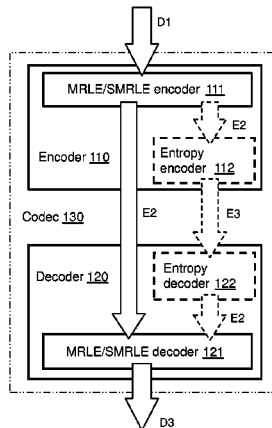 D1
MRLE/SMRLE encoder 111
E2
Encoder 110
Entropy
encoder 112
Codec 130
E2
E3
Decoder 120
Entropy
decoder 122
E2
MRLE/SMRLE decoder 121
D3